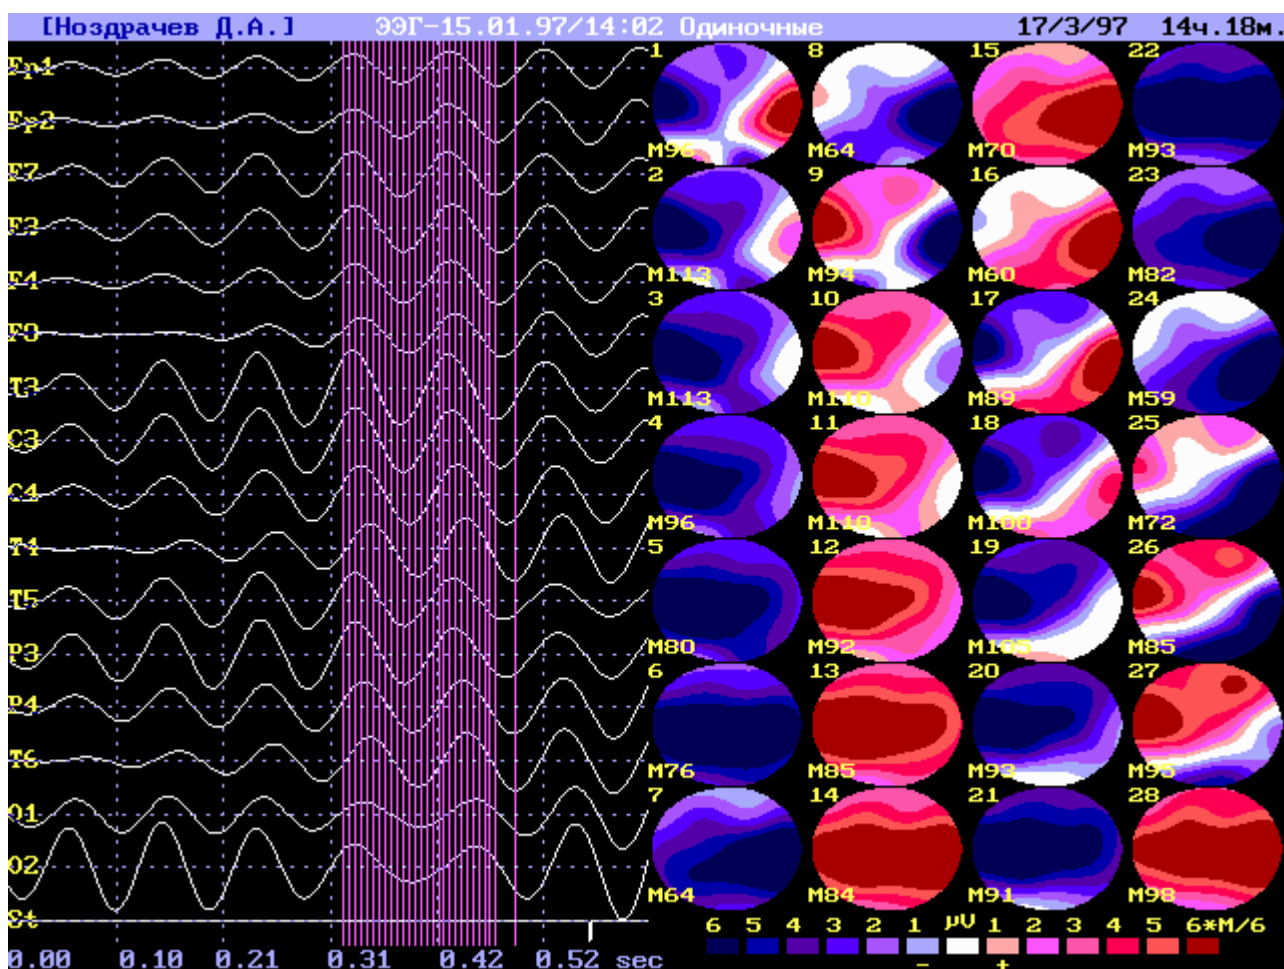 [Ноздрачев Д.А.] ЭЭГ-15.01.97/14:02 Одиночные 17/3/97 14ч.18м.
Fp1
Fp2
F7
F3
F4
F8
T3
C3
C4
T4
T5
P3
P4
T6
O1
O2
St
0.00 0.10 0.21 0.31 0.42 0.52 sec
1 8 15 22
M96 M64 M70 M93
2 9 16 23
M113 M94 M60 M82
3 10 17 24
M113 M110 M89 M59
4 11 18 25
M96 M110 M100 M72
5 12 19 26
M80 M92 M105 M85
6 13 20 27
M76 M85 M93 M95
7 14 21 28
M64 M84 M91 M98
6 5 4 3 2 1 µV 1 2 3 4 5 6*M/6
- +